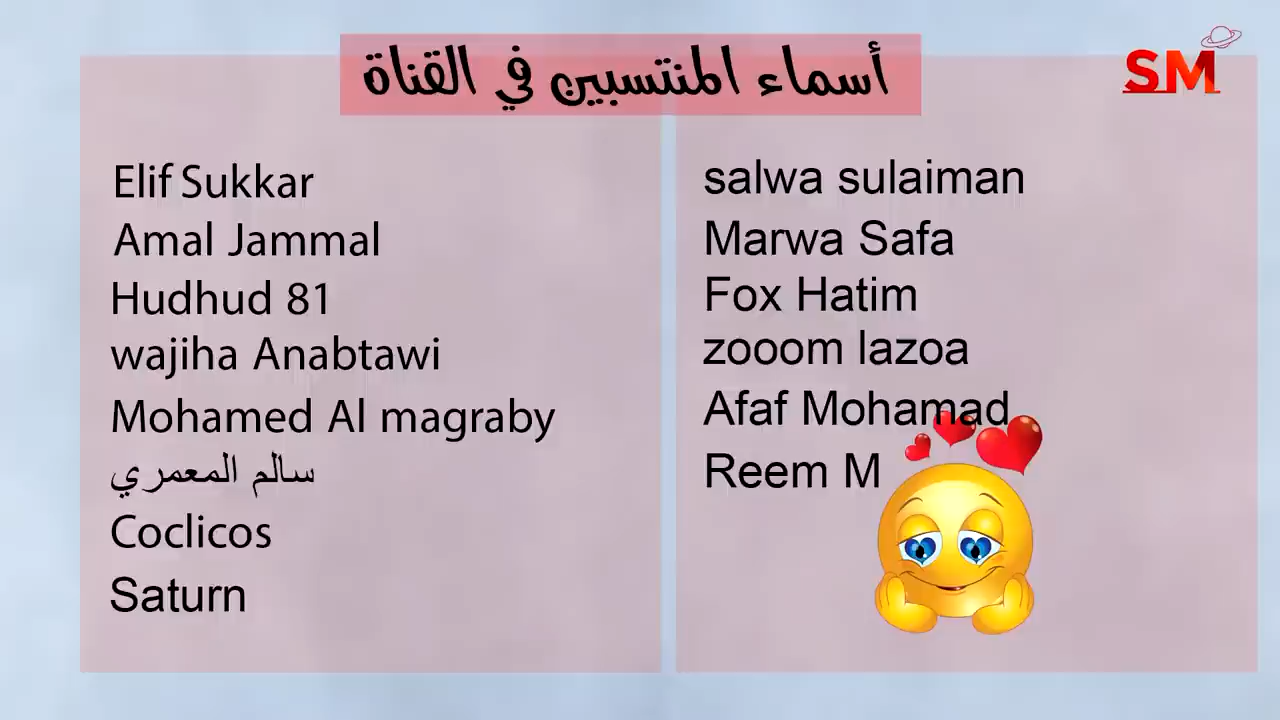 أسماء المنتسبين في القناة
SM
Elif Sukkar
Amal Jammal
Hudhud 81
wajiha Anabtawi
Mohamed Al magraby
سالم المعمري
Coclicos
Saturn
salwa sulaiman
Marwa Safa
Fox Hatim
zooom lazoa
Afaf Mohamad
Reem M